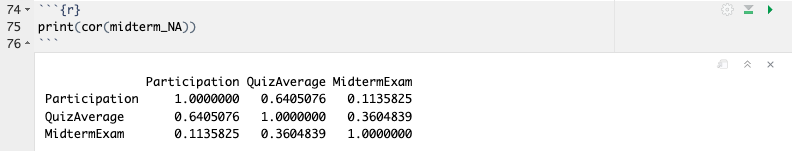 74 ```{r}
75 print(cor(midterm_NA))
76 ```
Participation QuizAverage MidtermExam
Participation 1.0000000 0.6405076 0.1135825
QuizAverage 0.6405076 1.0000000 0.3604839
MidtermExam 0.1135825 0.3604839 1.0000000